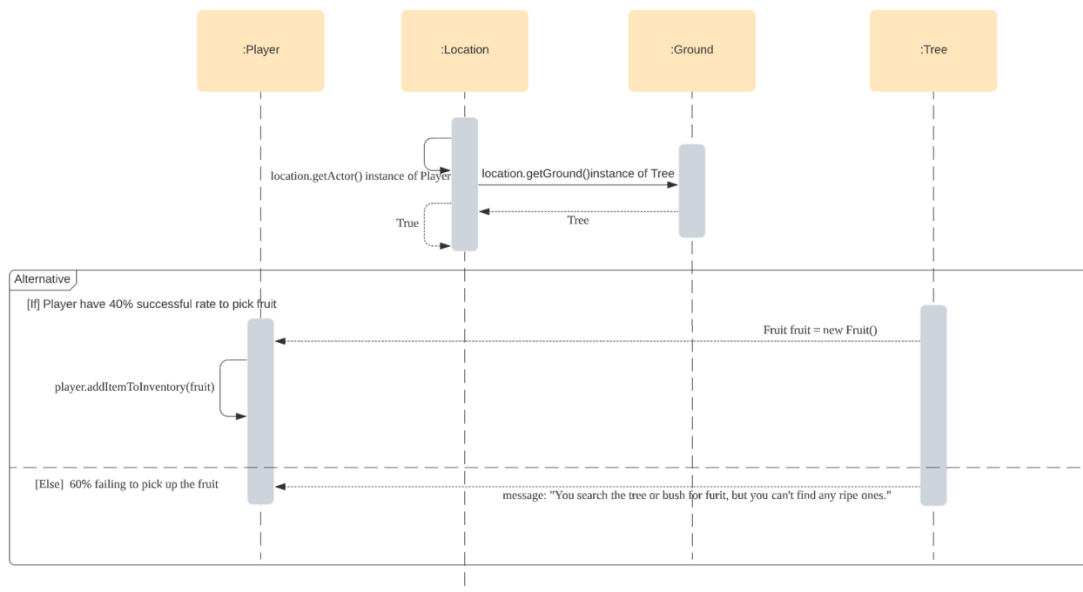 :Player
:Location
:Ground
:Tree
location.getActor() instance of Player
location.getGround()instance of Tree
True
Tree
Alternative
[If] Player have 40% successful rate to pick fruit
Fruit fruit = new Fruit()
player.addItemToInventory(fruit)
[Else]  60% failing to pick up the fruit
message: "You search the tree or bush for furit, but you can't find any ripe ones."